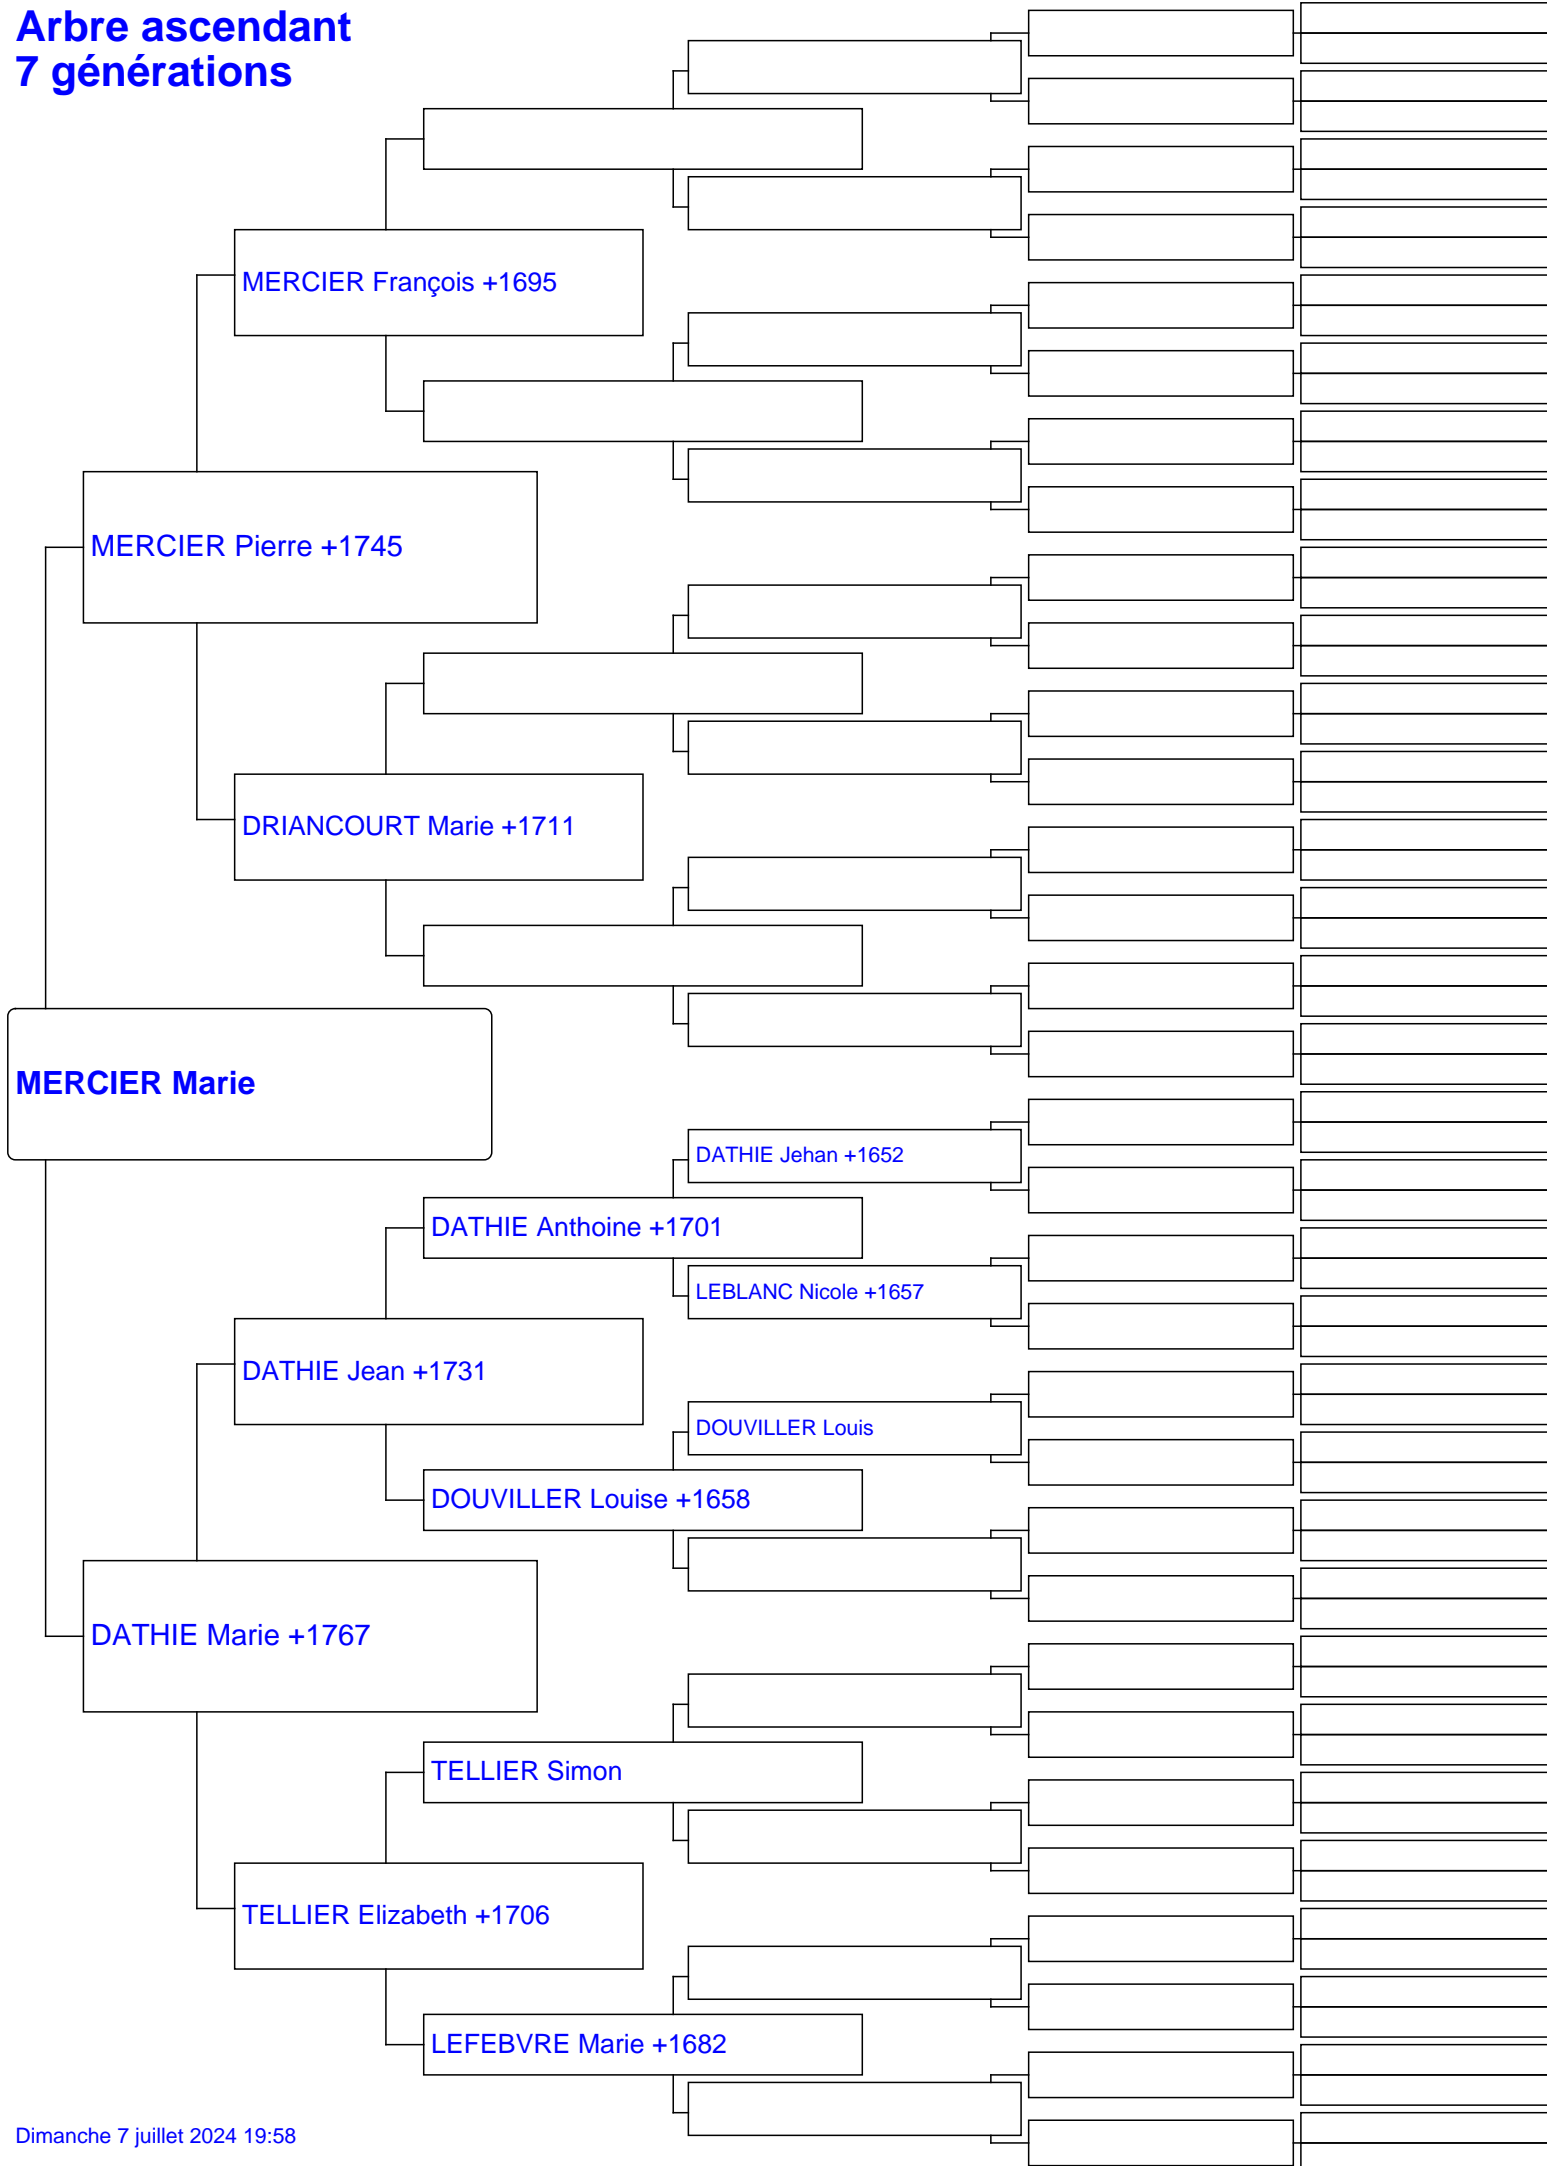 Arbre ascendant
7 générations
MERCIER François +1695
MERCIER Pierre +1745
DRIANCOURT Marie +1711
MERCIER Marie
DATHIE Jehan +1652
DATHIE Anthoine +1701
LEBLANC Nicole +1657
DATHIE Jean +1731
DOUVILLER Louis
DOUVILLER Louise +1658
DATHIE Marie +1767
TELLIER Simon
TELLIER Elizabeth +1706
LEFEBVRE Marie +1682
Dimanche 7 juillet 2024 19:58